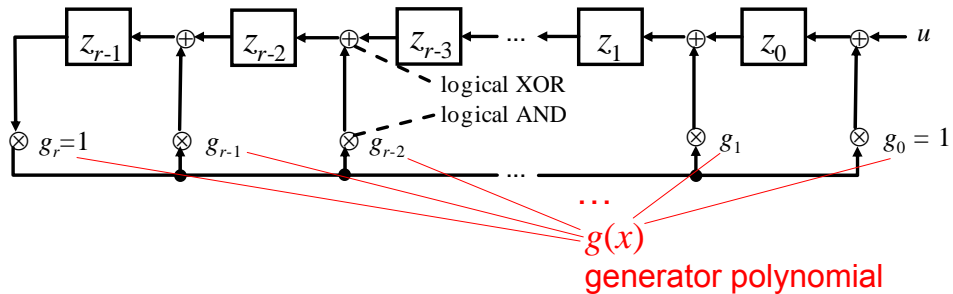 z_{r-1} z_{r-2} z_{r-3} ... z_1 z_0 u
logical XOR
logical AND
g_r=1 g_{r-1} g_{r-2} g_1 g_0 = 1
...
...
g(x)
generator polynomial